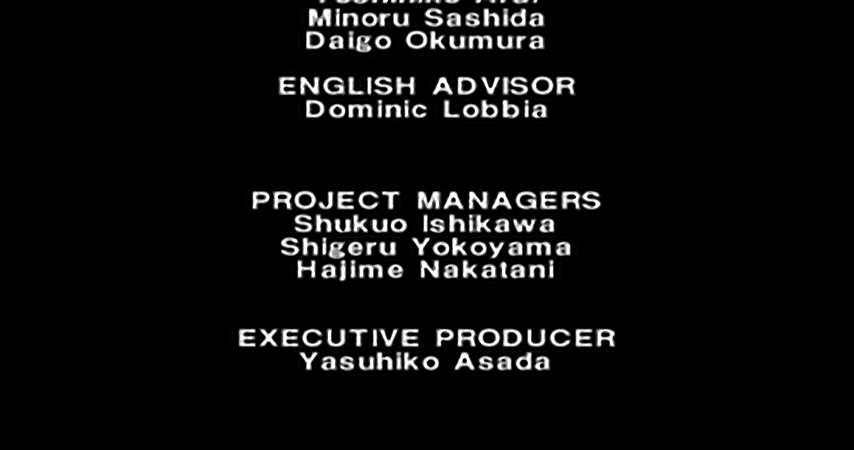 Minoru Sashida
Daigo Okumura
ENGLISH ADVISOR
Dominic Lobbia
PROJECT MANAGERS
Shukuo Ishikawa
Shigeru Yokoyama
Hajime Nakatani
EXECUTIVE PRODUCER
Yasuhiko Asada